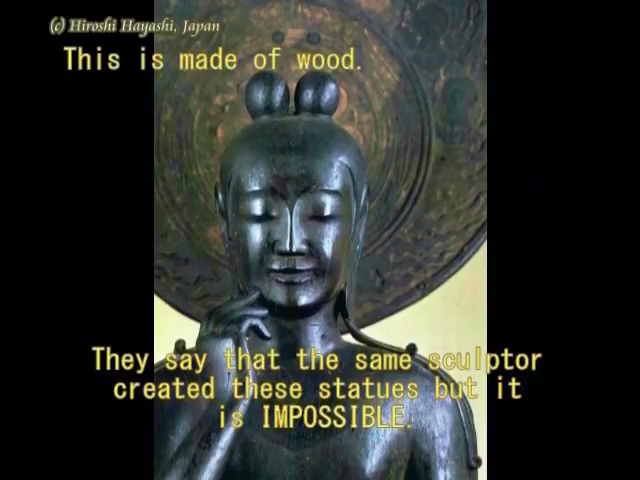 (c) Hiroshi Hayashi, Japan
This is made of wood.
They say that the same sculptor
created these statues but it
is IMPOSSIBLE.